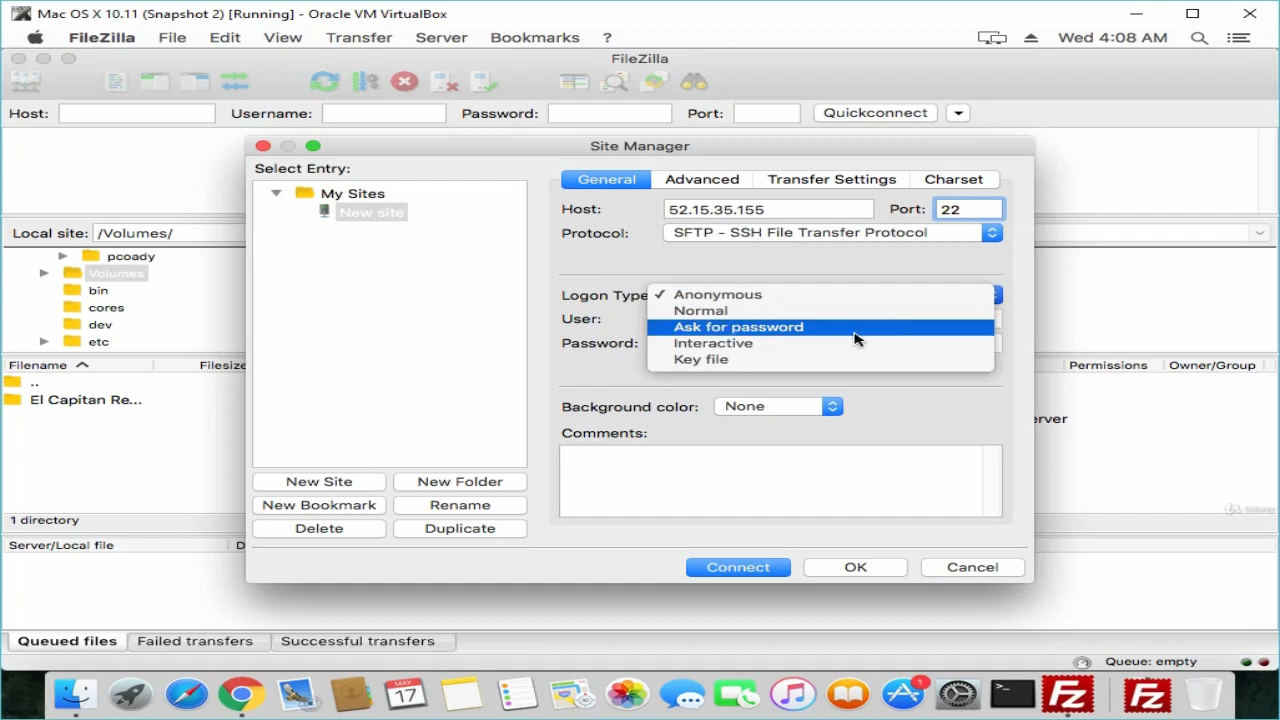 Mac OS X 10.11 (Snapshot 2) [Running] - Oracle VM VirtualBox
FileZilla File Edit View Transfer Server Bookmarks ? Wed 4:08 AM
FileZilla
Host: Username: Password: Port: Quickconnect
Site Manager
Select Entry:
My Sites
New site
General Advanced Transfer Settings Charset
Host: 52.15.35.155 Port: 22
Protocol: SFTP - SSH File Transfer Protocol
Logon Type
Anonymous
Normal
Ask for password
Interactive
Key file
User:
Password:
Background color: None
Comments:
New Site New Folder
New Bookmark Rename
Delete Duplicate
Connect OK Cancel
Local site: /Volumes/
pcoady
Volumes
bin
cores
dev
etc
Filename Filesize
..
El Capitan Re...
1 directory
Permissions Owner/Group
erver
Server/Local file D
Queued files Failed transfers Successful transfers
Queue: empty
MAY
17
1
Fz
Fz